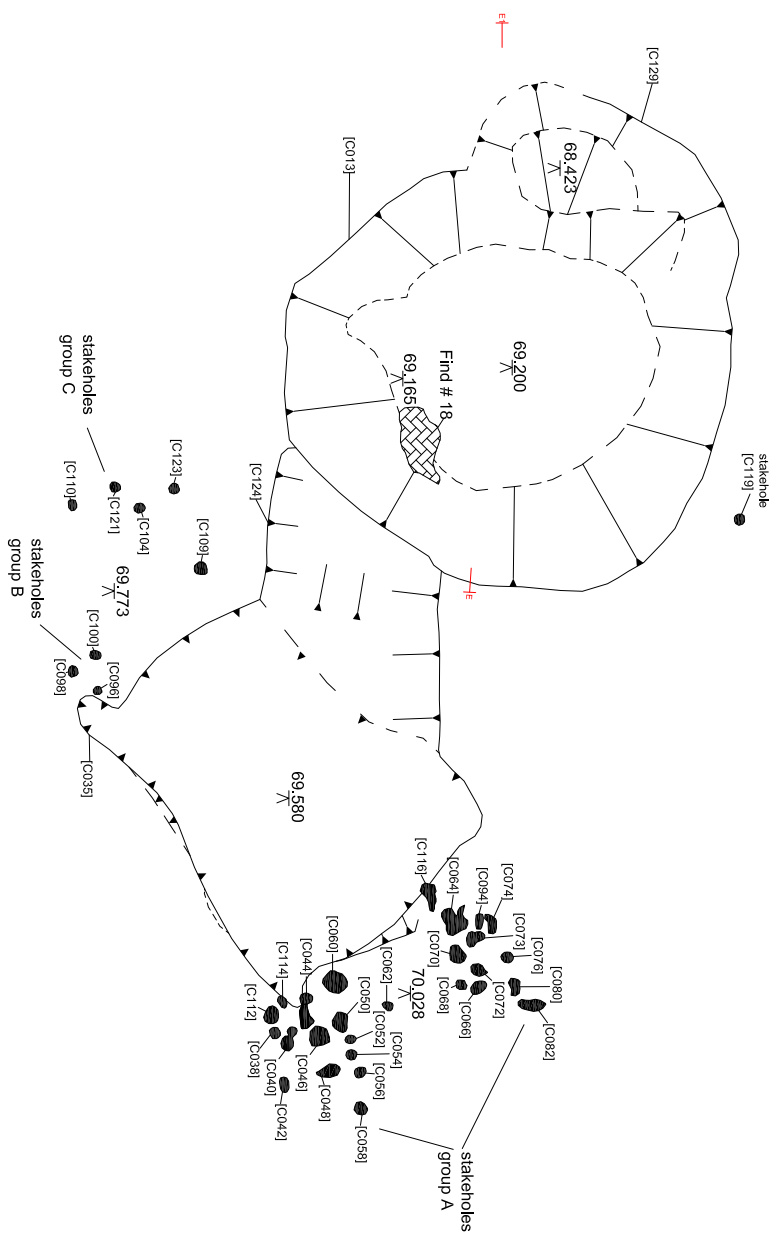 E
[C129]
68.423
[C013]
69.200
Find # 18
69.165
stakehole
[C119]
stakeholes
group C
[C123]
[C110]
[C121]
[C104]
[C124]
[C109]
E
stakeholes
group B
69.773
[C100]
[C096]
[C098]
[C035]
69.580
[C116]
[C064]
[C094]
[C074]
[C073]
[C076]
[C080]
[C070]
[C068]
[C066]
[C072]
[C082]
70.028
[C062]
[C060]
[C044]
[C114]
[C112]
[C050]
[C052]
[C054]
[C056]
[C038]
[C040]
[C046]
[C048]
[C042]
[C058]
stakeholes
group A